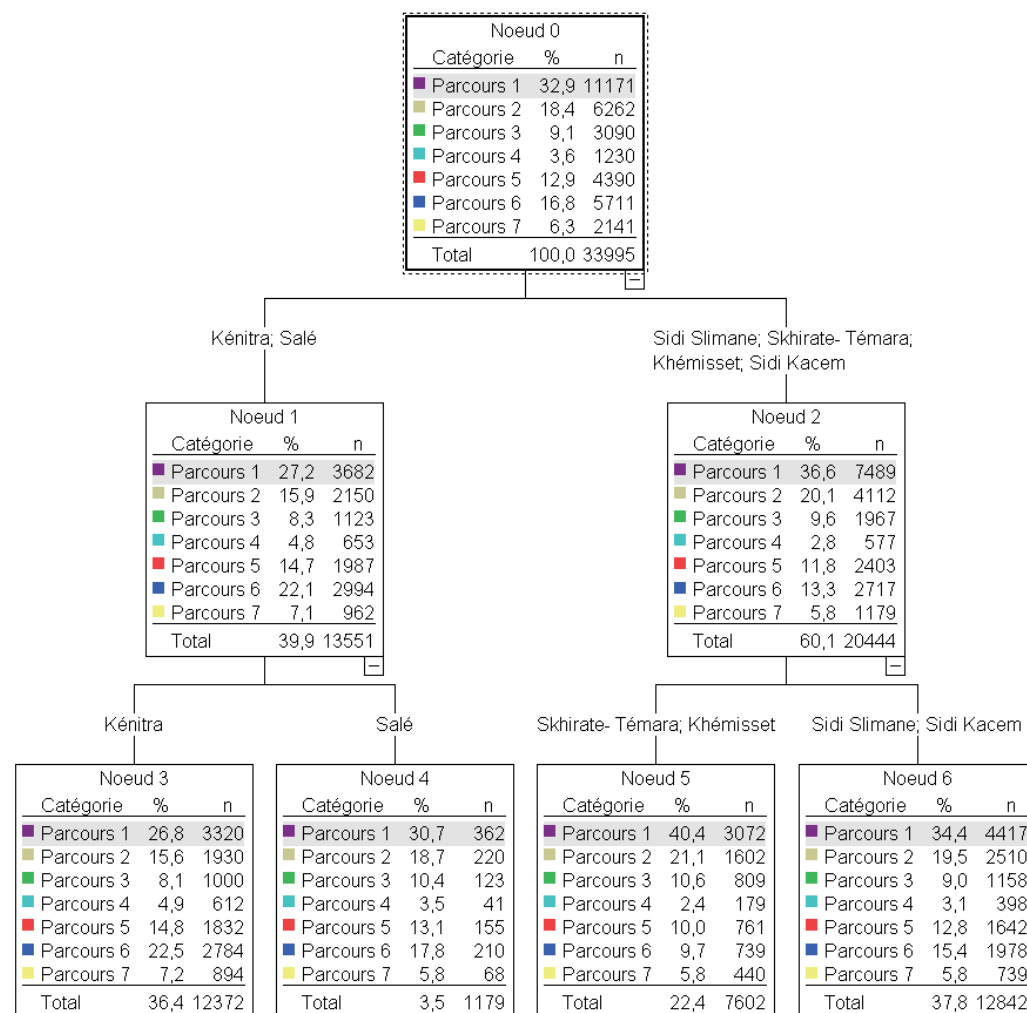 Noeud 0
Catégorie % n
Parcours 1 32,9 11171
Parcours 2 18,4 6262
Parcours 3 9,1 3090
Parcours 4 3,6 1230
Parcours 5 12,9 4390
Parcours 6 16,8 5711
Parcours 7 6,3 2141
Total 100,0 33995
Kénitra; Salé
Sidi Slimane; Skhirate- Témara;
Khémisset; Sidi Kacem
Noeud 1
Catégorie % n
Parcours 1 27,2 3682
Parcours 2 15,9 2150
Parcours 3 8,3 1123
Parcours 4 4,8 653
Parcours 5 14,7 1987
Parcours 6 22,1 2994
Parcours 7 7,1 962
Total 39,9 13551
Noeud 2
Catégorie % n
Parcours 1 36,6 7489
Parcours 2 20,1 4112
Parcours 3 9,6 1967
Parcours 4 2,8 577
Parcours 5 11,8 2403
Parcours 6 13,3 2717
Parcours 7 5,8 1179
Total 60,1 20444
Kénitra
Salé
Skhirate- Témara; Khémisset
Sidi Slimane; Sidi Kacem
Noeud 3
Catégorie % n
Parcours 1 26,8 3320
Parcours 2 15,6 1930
Parcours 3 8,1 1000
Parcours 4 4,9 612
Parcours 5 14,8 1832
Parcours 6 22,5 2784
Parcours 7 7,2 894
Total 36,4 12372
Noeud 4
Catégorie % n
Parcours 1 30,7 362
Parcours 2 18,7 220
Parcours 3 10,4 123
Parcours 4 3,5 41
Parcours 5 13,1 155
Parcours 6 17,8 210
Parcours 7 5,8 68
Total 3,5 1179
Noeud 5
Catégorie % n
Parcours 1 40,4 3072
Parcours 2 21,1 1602
Parcours 3 10,6 809
Parcours 4 2,4 179
Parcours 5 10,0 761
Parcours 6 9,7 739
Parcours 7 5,8 440
Total 22,4 7602
Noeud 6
Catégorie % n
Parcours 1 34,4 4417
Parcours 2 19,5 2510
Parcours 3 9,0 1158
Parcours 4 3,1 398
Parcours 5 12,8 1642
Parcours 6 15,4 1978
Parcours 7 5,8 739
Total 37,8 12842